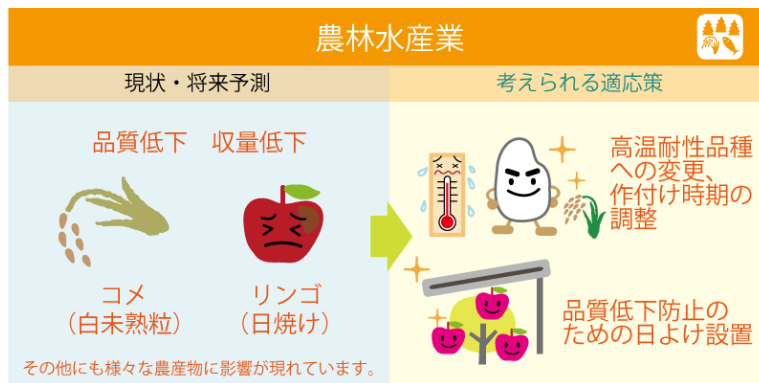 農林水産業
現状・将来予測
品質低下　収量低下
コメ
（白未熟粒）
リンゴ
（日焼け）
その他にも様々な農産物に影響が現れています。
考えられる適応策
高温耐性品種
への変更、
作付け時期の
調整
品質低下防止の
ための日よけ設置